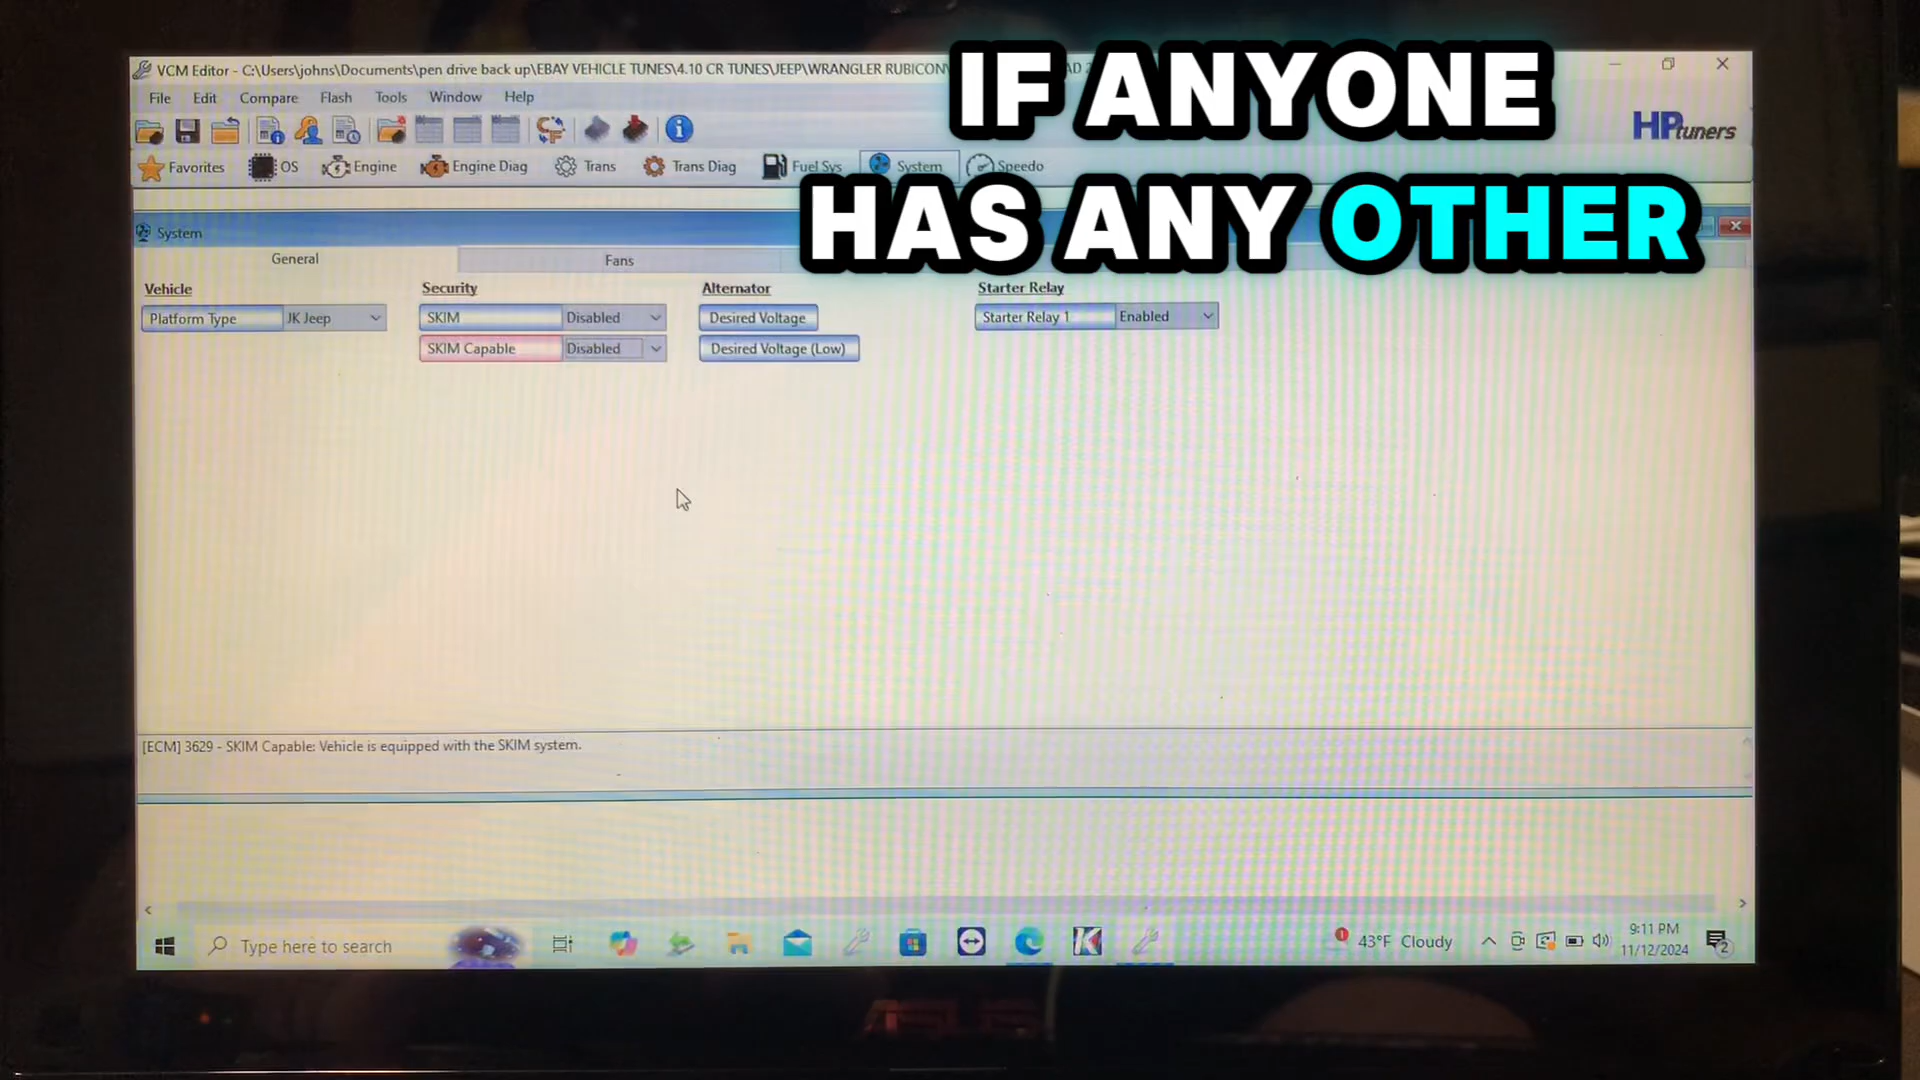 VCM Editor - C:\Users\johns\Documents\pen drive back up\EBAY VEHICLE TUNES\4.10 CR TUNES\JEEP\WRANGLER RUBICON\
IF ANYONE
HAS ANY OTHER
File Edit Compare Flash Tools Window Help
HPtuners
Favorites OS Engine Engine Diag Trans Trans Diag Fuel Sys System Speedo
System
General Fans
Vehicle Security Alternator Starter Relay
Platform Type JK Jeep SKIM Disabled Desired Voltage Starter Relay 1 Enabled
SKIM Capable Disabled Desired Voltage (Low)
[ECM] 3629 - SKIM Capable: Vehicle is equipped with the SKIM system.
Type here to search
43°F Cloudy
9:11 PM
11/12/2024
2